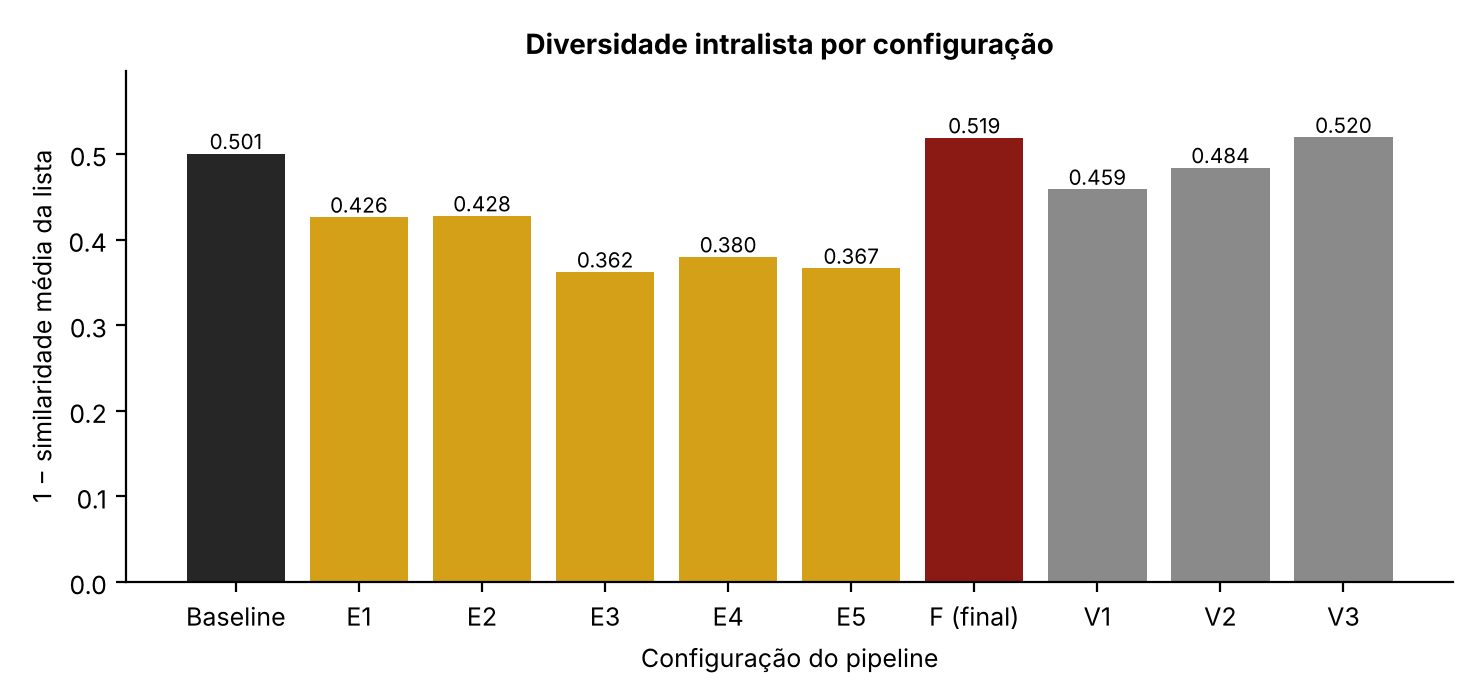 Diversidade intralista por configuração
1 − similaridade média da lista
0.5
0.4
0.3
0.2
0.1
0.0
0.501
0.426
0.428
0.362
0.380
0.367
0.519
0.459
0.484
0.520
Baseline
E1
E2
E3
E4
E5
F (final)
V1
V2
V3
Configuração do pipeline